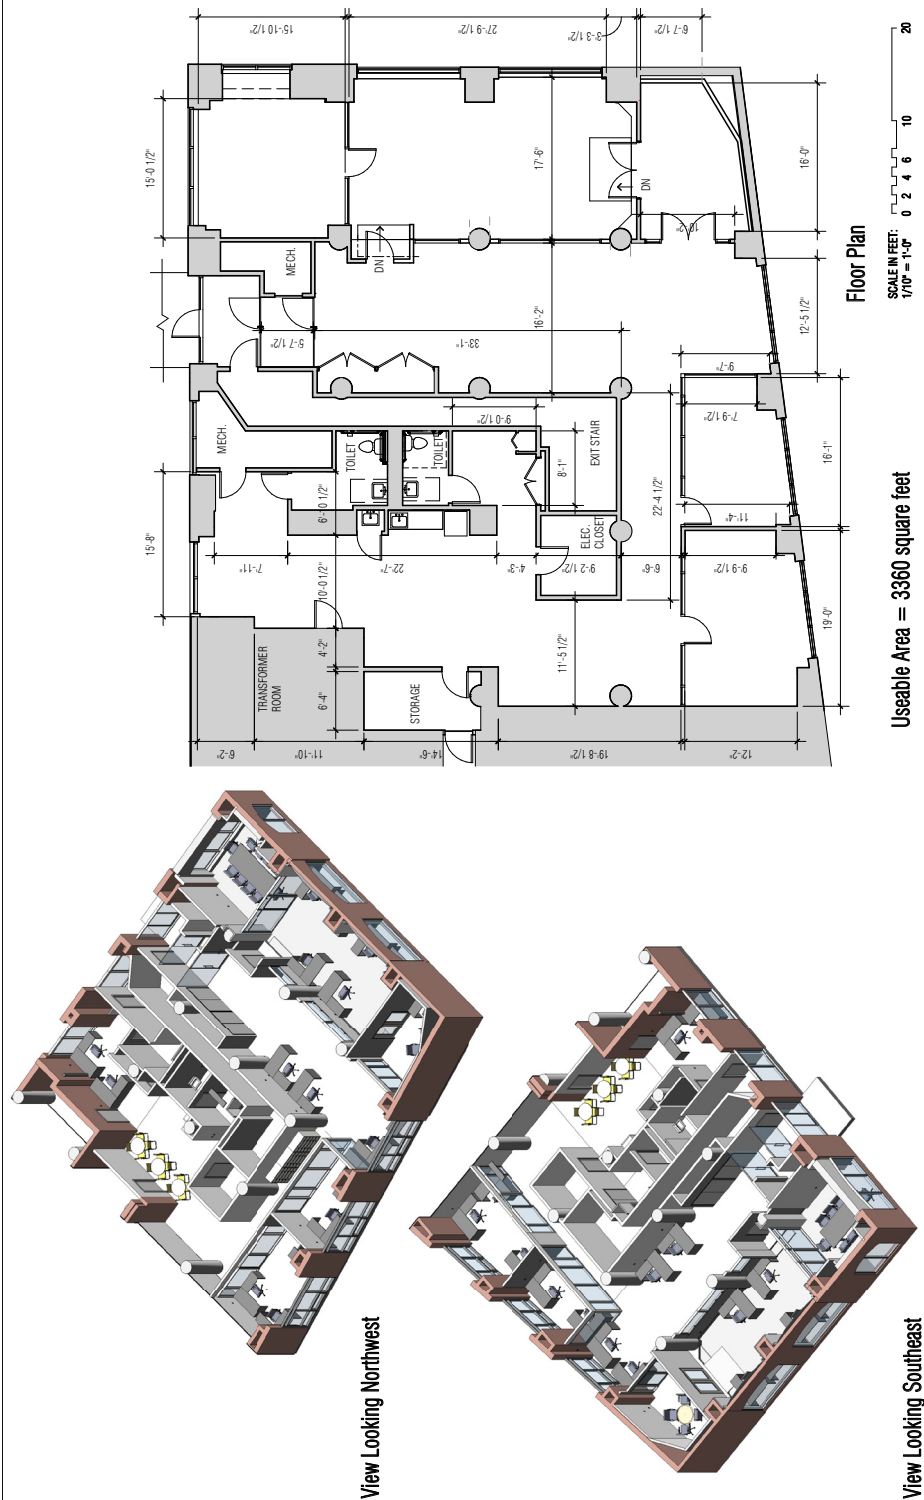 15'-10 1/2"
27'-9 1/2"
3'-3 1/2"
6'-7 1/2"
15'-0 1/2"
17'-6"
16'-0"
DN
10'-2"
MECH.
DN
5'-7 1/2"
33'-1"
16'-2"
12'-5 1/2"
9'-7"
MECH.
TOILET
TOILET
9'-0 1/2"
8'-1"
EXIT STAIR
22'-4 1/2"
7'-9 1/2"
16'-1"
11'-4"
15'-8"
7'-11"
22'-7"
10'-0 1/2"
4'-3"
ELEC.
CLOSET
9'-2 1/2"
6'-6"
9'-9 1/2"
19'-0"
11'-5 1/2"
4'-2"
6'-4"
TRANSFORMER
ROOM
STORAGE
6'-2"
11'-10"
14'-6"
19'-8 1/2"
12'-2"
Floor Plan
SCALE IN FEET:
1/10" = 1'-0"
0 2 4 6 10 20
Useable Area = 3360 square feet
View Looking Northwest
View Looking Southeast